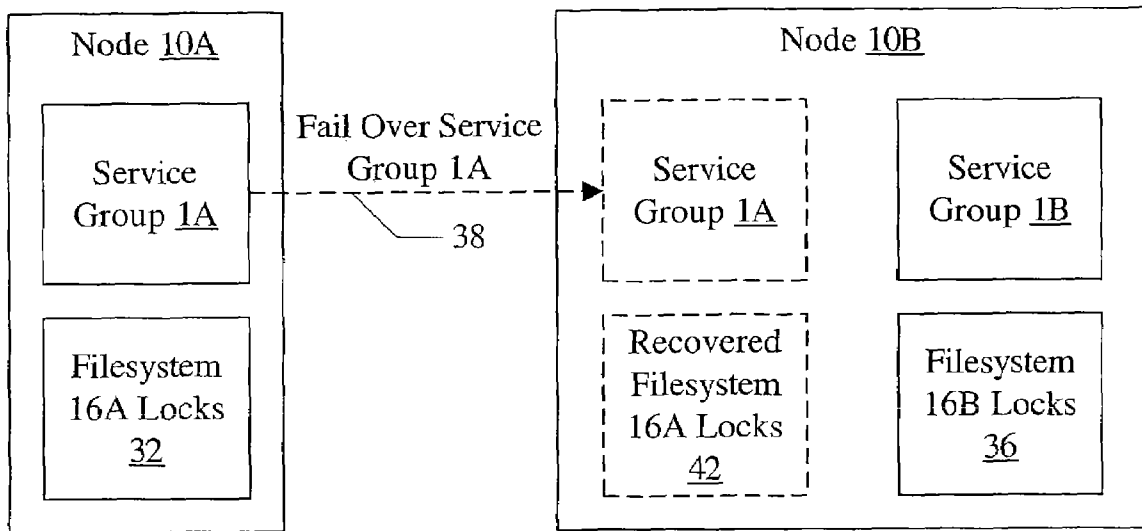 Node 10A
Service
Group 1A
Filesystem
16A Locks
32
Fail Over Service
Group 1A
38
Node 10B
Service
Group 1A
Service
Group 1B
Recovered
Filesystem
16A Locks
42
Filesystem
16B Locks
36